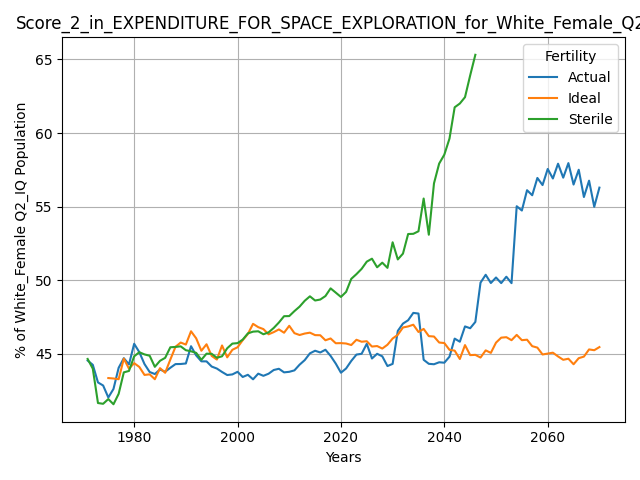 Score_2_in_EXPENDITURE_FOR_SPACE_EXPLORATION_for_White_Female_Q2
Fertility
Actual
Ideal
Sterile
% of White_Female Q2_IQ Population
65
60
55
50
45
1980
2000
2020
2040
2060
Years